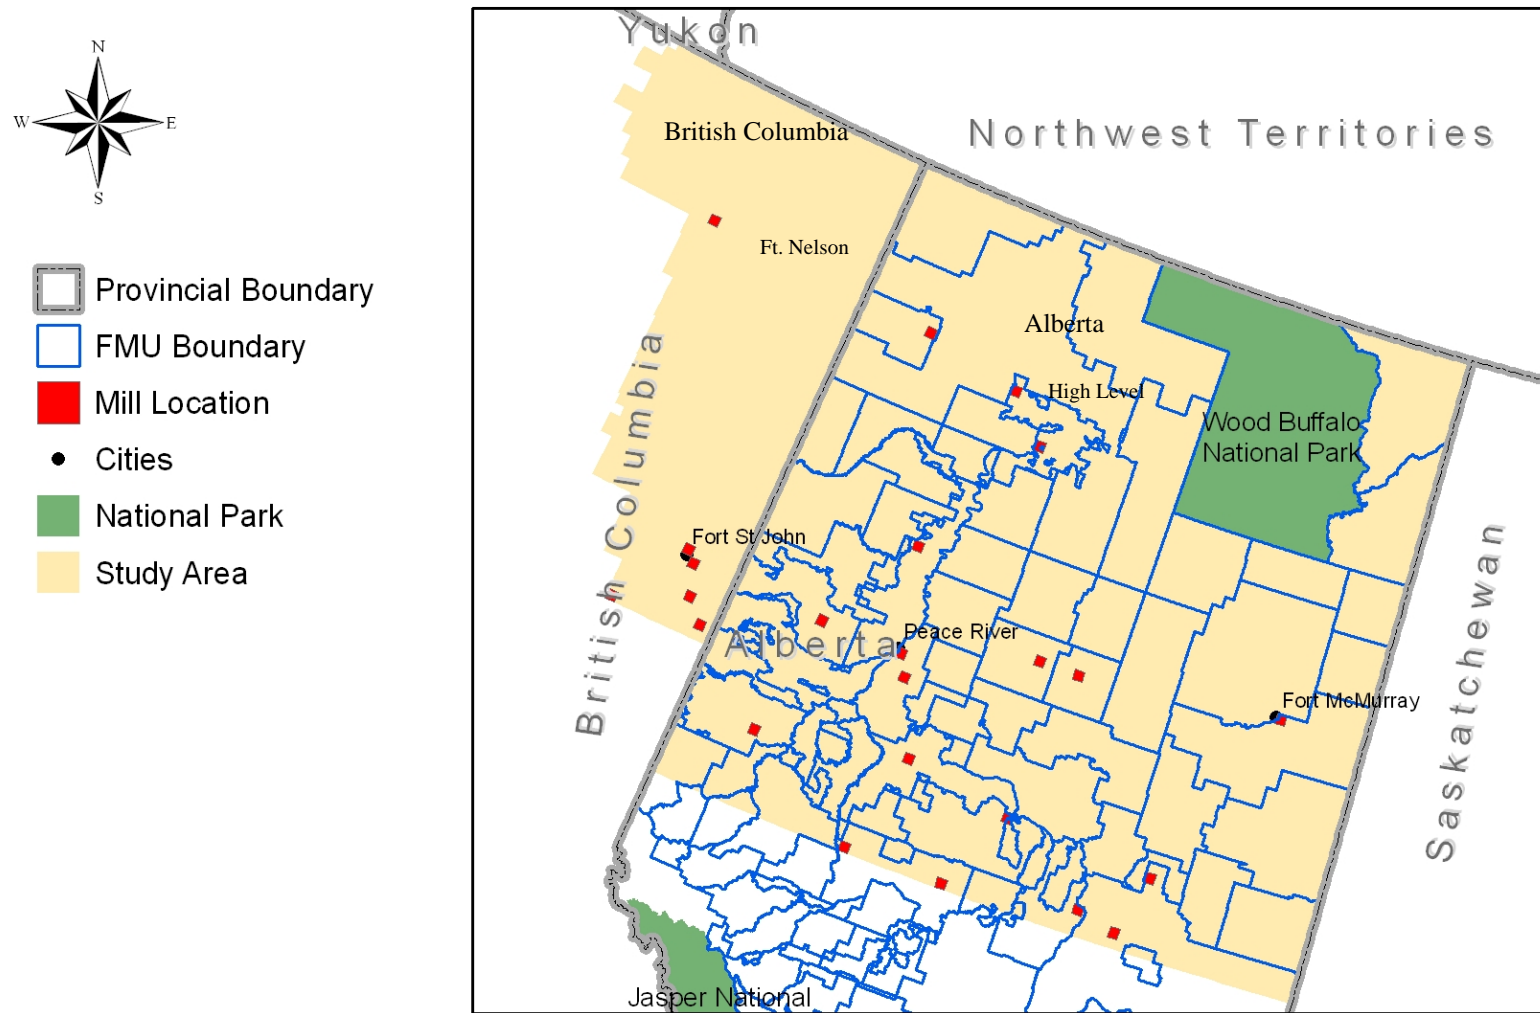 N
W
E
S
Provincial Boundary
FMU Boundary
Mill Location
Cities
National Park
Study Area
Yukon
British Columbia
Northwest Territories
Ft. Nelson
Alberta
High Level
Wood Buffalo
National Park
British Columbia
Fort St John
Peace River
Alberta
Fort McMurray
Saskatchewan
Jasper National